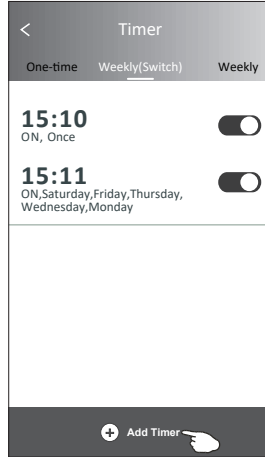 Timer
One-time Weekly(Switch) Weekly
15:10
ON, Once
15:11
ON,Saturday,Friday,Thursday,
Wednesday,Monday
Add Timer